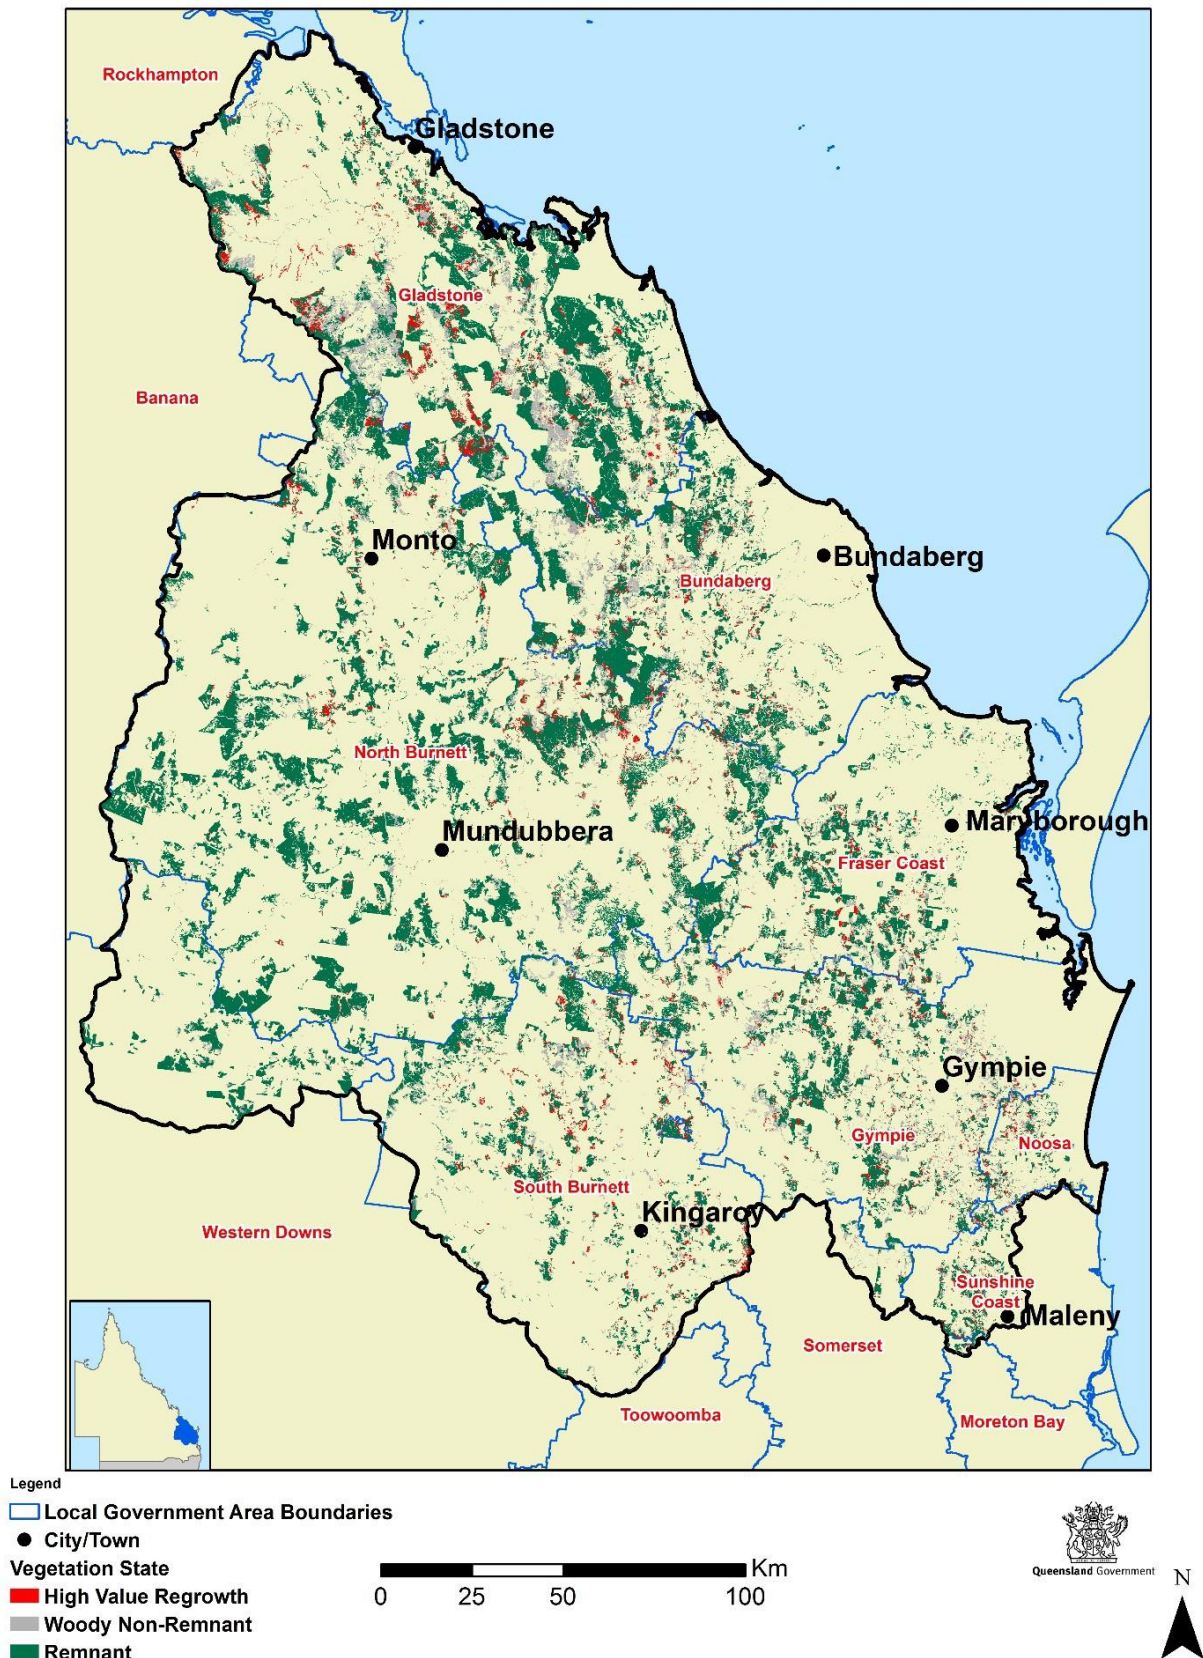 Rockhampton
Gladstone
Gladstone
Banana
Monto
Bundaberg
Bundaberg
North Burnett
Mundubbera
Maryborough
Fraser Coast
Gympie
Gympie
Noosa
South Burnett
Kingaroy
Western Downs
Sunshine
Coast
Maleny
Somerset
Toowoomba
Moreton Bay
Legend
Local Government Area Boundaries
City/Town
Vegetation State
High Value Regrowth
Woody Non-Remnant
Remnant
Km
0 25 50 100
Queensland Government
N